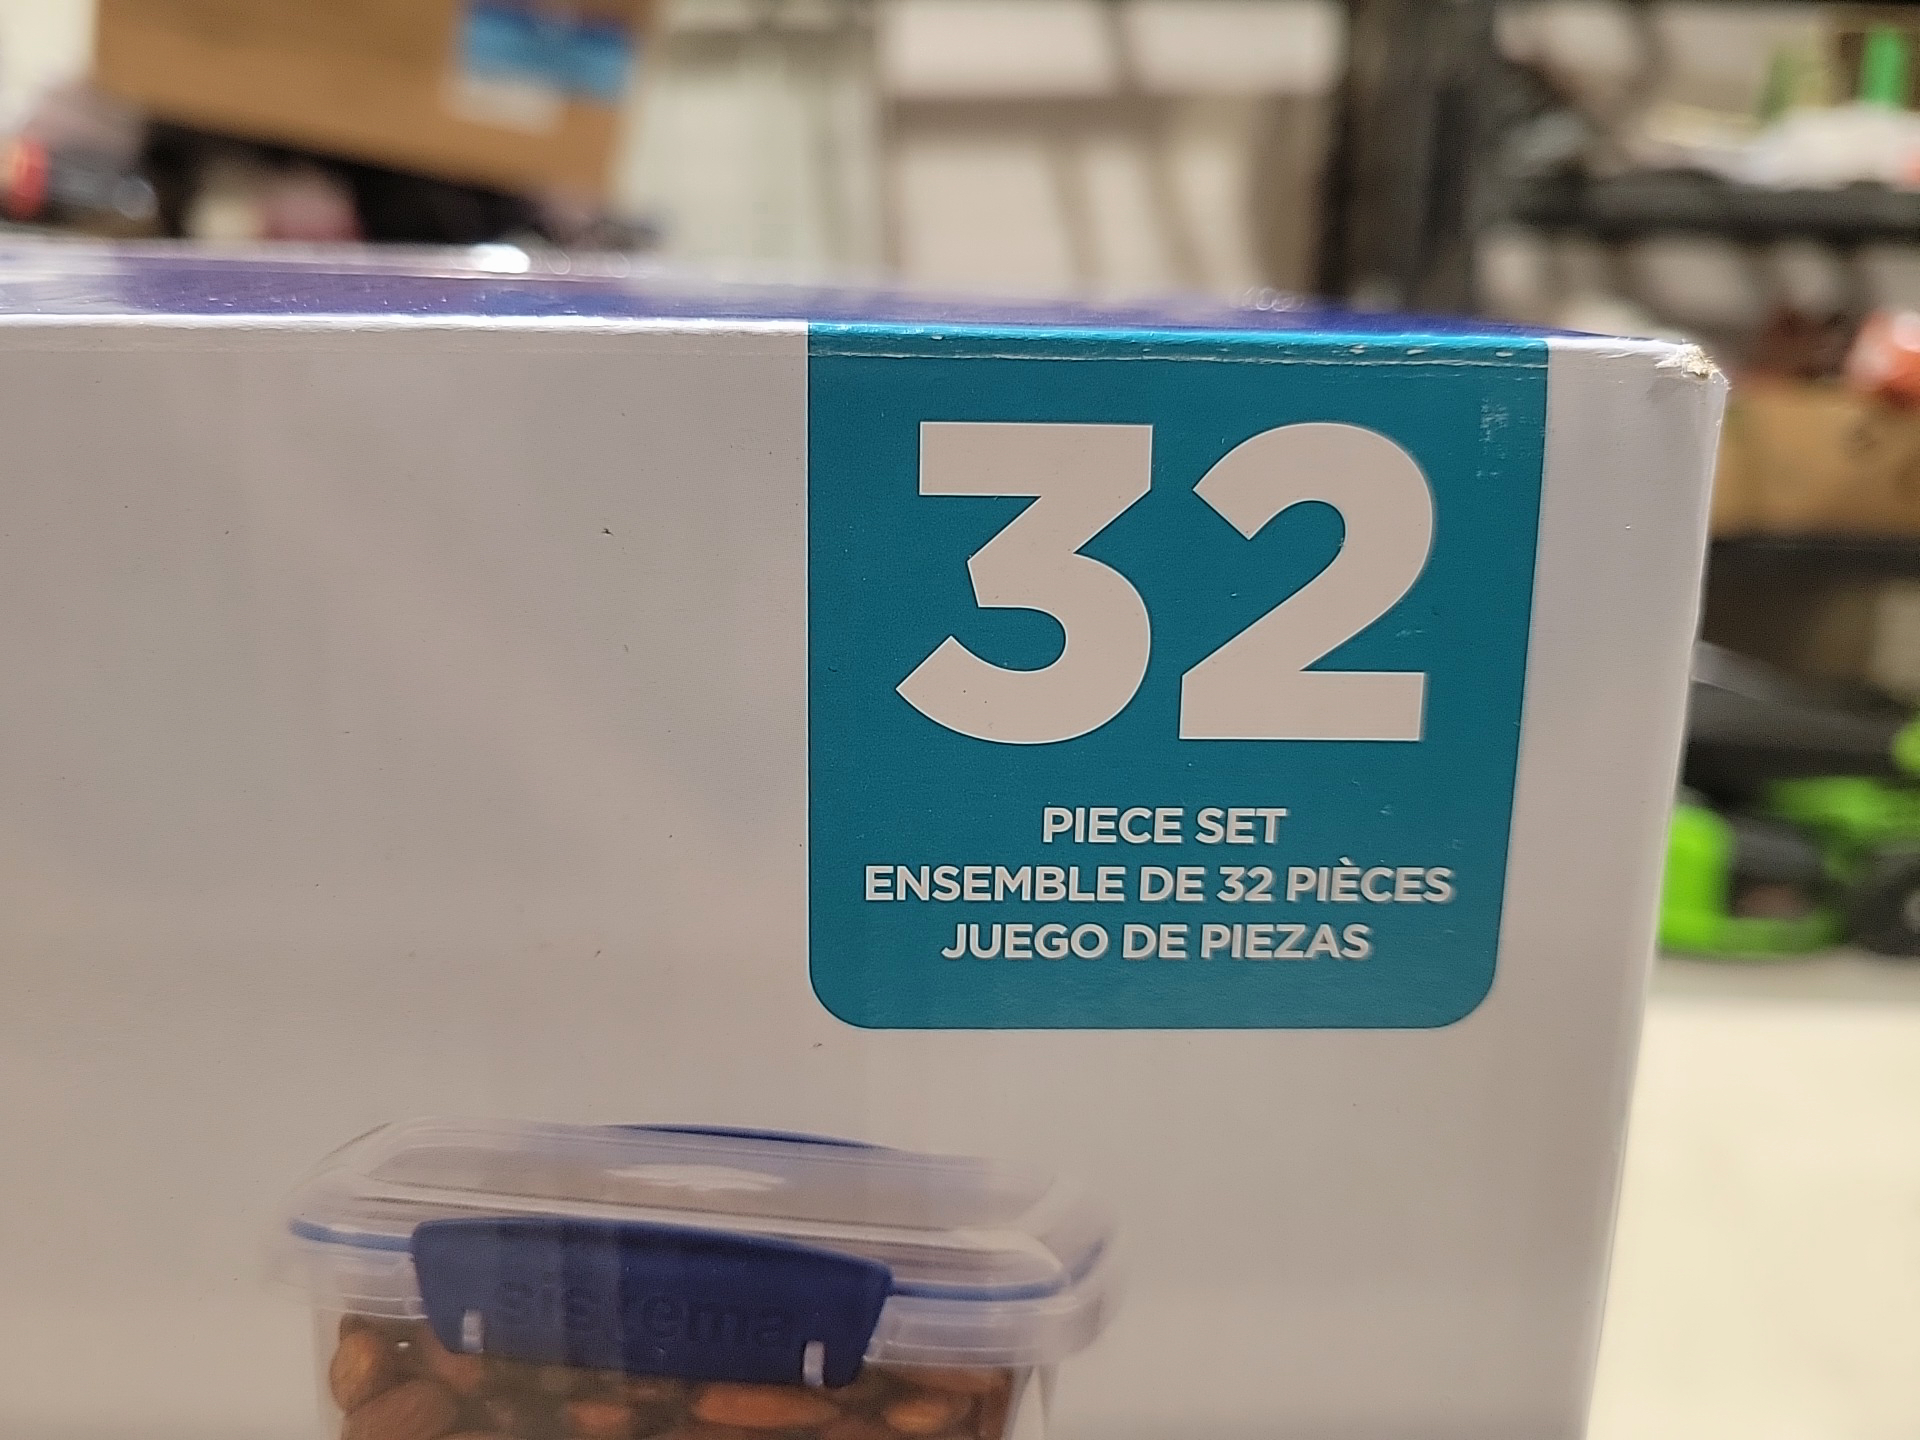 32
PIECE SET
ENSEMBLE DE 32 PIÈCES
JUEGO DE PIEZAS
sistema